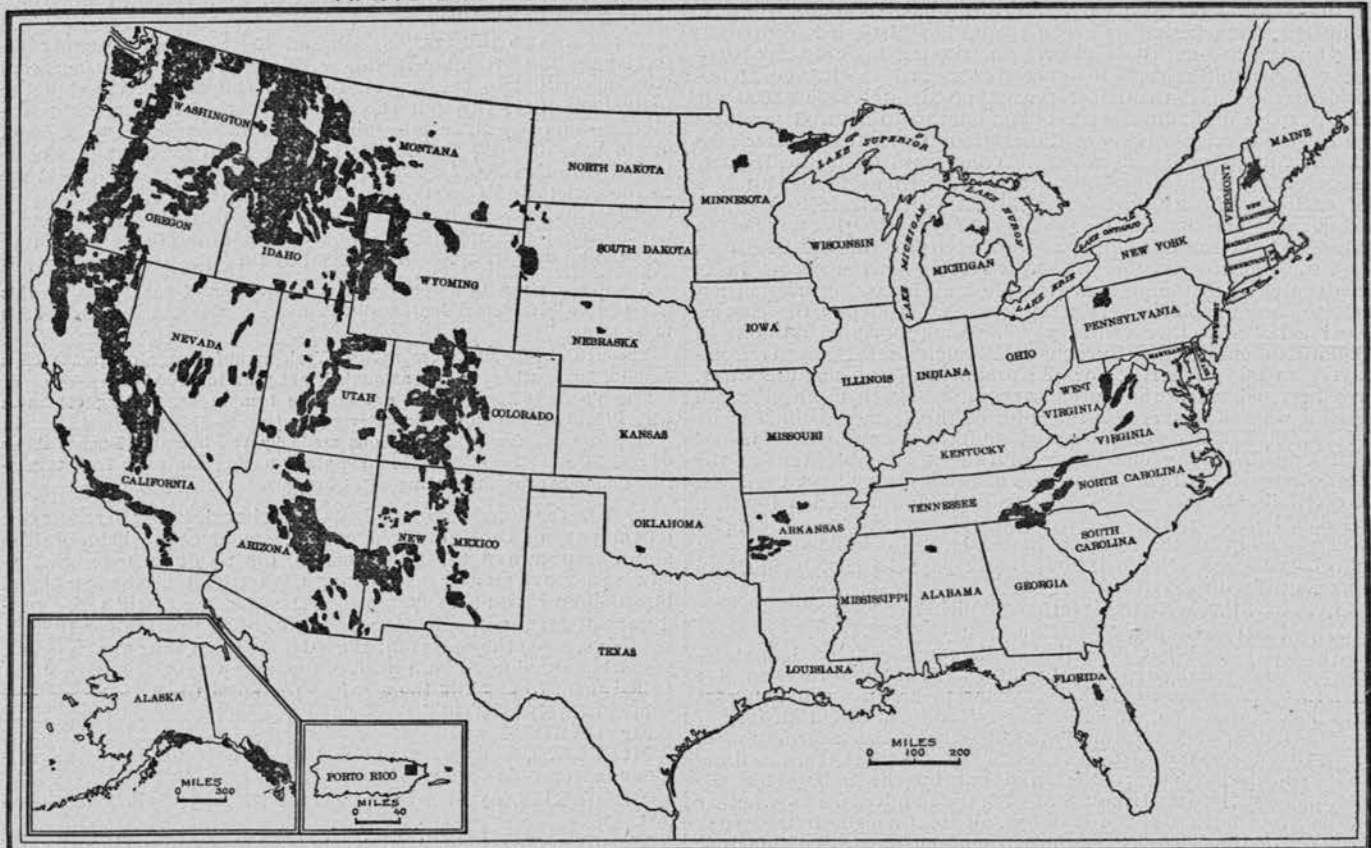 WASHINGTON
MONTANA
NORTH DAKOTA
MINNESOTA
LAKE SUPERIOR
MAINE
OREGON
IDAHO
WYOMING
SOUTH DAKOTA
WISCONSIN
LAKE MICHIGAN
MICHIGAN
LAKE HURON
LAKE ONTARIO
NEW YORK
VERMONT
NEW HAMPSHIRE
LAKE ERIE
NEVADA
UTAH
COLORADO
NEBRASKA
IOWA
ILLINOIS
INDIANA
OHIO
PENNSYLVANIA
MARYLAND
WEST
VIRGINIA
VIRGINIA
KANSAS
MISSOURI
KENTUCKY
CALIFORNIA
ARIZONA
NEW MEXICO
OKLAHOMA
ARKANSAS
TENNESSEE
NORTH CAROLINA
SOUTH
CAROLINA
TEXAS
LOUISIANA
MISSISSIPPI
ALABAMA
GEORGIA
FLORIDA
ALASKA
MILES
0 300
PORTO RICO
MILES
0 40
MILES
0 100 200